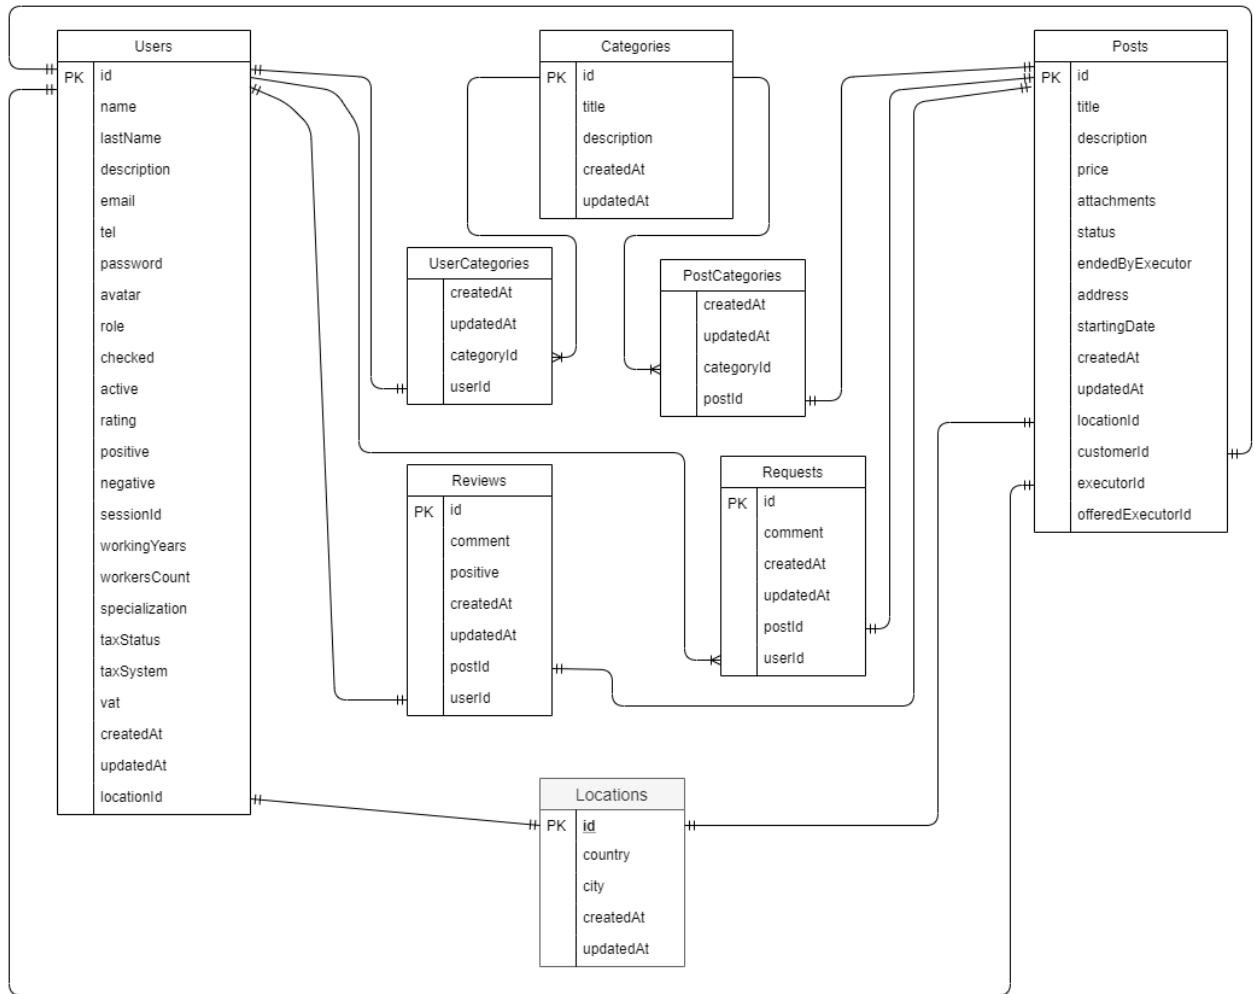 Users
PK
id
name
lastName
description
email
tel
password
avatar
role
checked
active
rating
positive
negative
sessionId
workingYears
workersCount
specialization
taxStatus
taxSystem
vat
createdAt
updatedAt
locationId
Categories
PK
id
title
description
createdAt
updatedAt
Posts
PK
id
title
description
price
attachments
status
endedByExecutor
address
startingDate
createdAt
updatedAt
locationId
customerId
executorId
offeredExecutorId
UserCategories
createdAt
updatedAt
categoryId
userId
PostCategories
createdAt
updatedAt
categoryId
postId
Reviews
PK
id
comment
positive
createdAt
updatedAt
postId
userId
Requests
PK
id
comment
createdAt
updatedAt
postId
userId
Locations
PK
id
country
city
createdAt
updatedAt